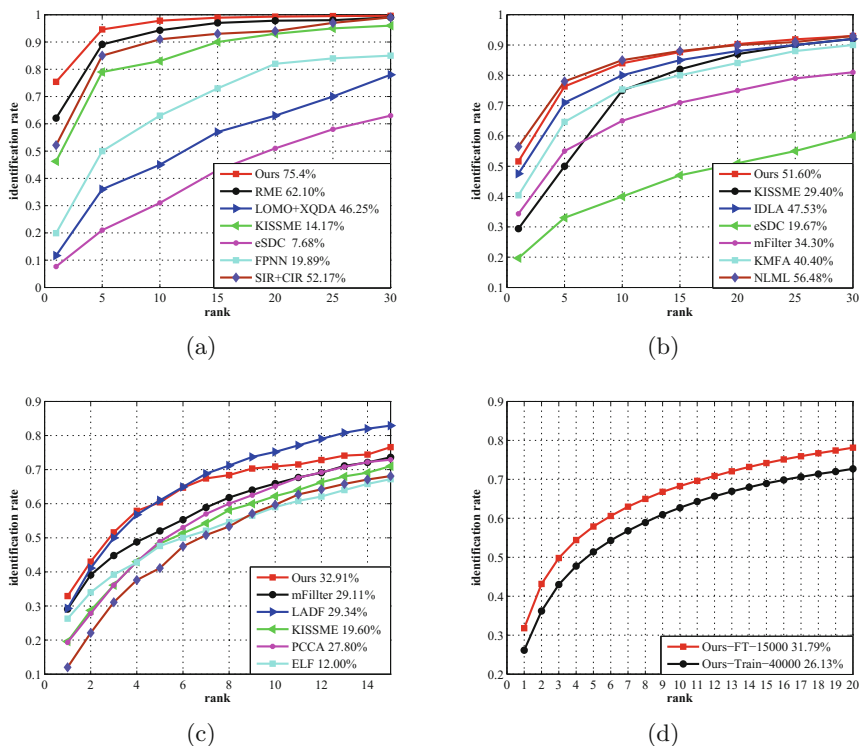 1
0.9
0.8
0.7
0.6
0.5
0.4
0.3
0.2
0.1
0
identification rate
0 5 10 15 20 25 30
rank
Ours 75.4%
RME 62.10%
LOMO+XQDA 46.25%
KISSME 14.17%
eSDC 7.68%
FPNN 19.89%
SIR+CIR 52.17%
(a)
1
0.9
0.8
0.7
0.6
0.5
0.4
0.3
0.2
0.1
identification rate
0 5 10 15 20 25 30
rank
Ours 51.60%
KISSME 29.40%
IDLA 47.53%
eSDC 19.67%
mFilter 34.30%
KMFA 40.40%
NLML 56.48%
(b)
0.9
0.8
0.7
0.6
0.5
0.4
0.3
0.2
0.1
identification rate
0 2 4 6 8 10 12 14
rank
Ours 32.91%
mFillter 29.11%
LADF 29.34%
KISSME 19.60%
PCCA 27.80%
ELF 12.00%
(c)
0.9
0.8
0.7
0.6
0.5
0.4
0.3
0.2
identification rate
0 1 2 3 4 5 6 7 8 9 10 11 12 13 14 15 16 17 18 19 20
rank
Ours−FT−15000 31.79%
Ours−Train−40000 26.13%
(d)